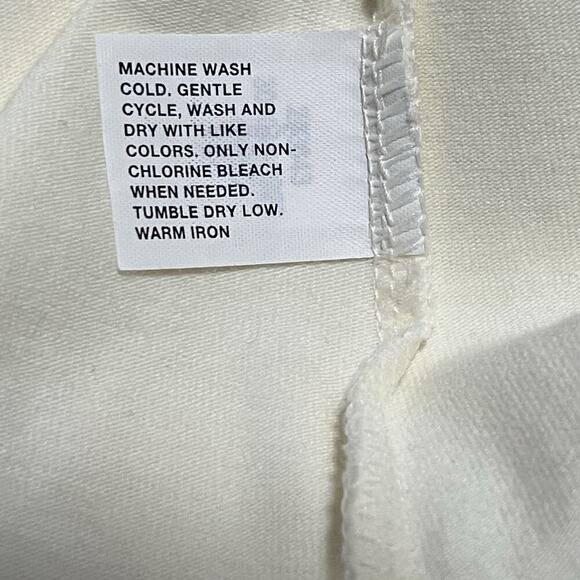 MACHINE WASH
COLD. GENTLE
CYCLE, WASH AND
DRY WITH LIKE
COLORS. ONLY NON-
CHLORINE BLEACH
WHEN NEEDED.
TUMBLE DRY LOW.
WARM IRON